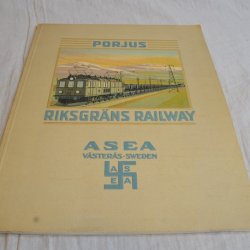 PORJUS
RIKSGRÄNS RAILWAY
ASEA
VÄSTERÅS-SWEDEN
A S
E A